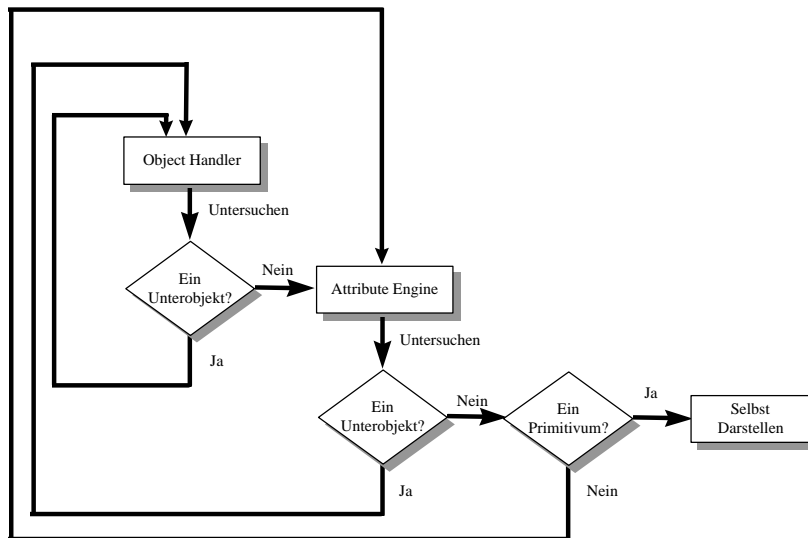 Object Handler
Untersuchen
Ein
Unterobjekt?
Nein
Ja
Attribute Engine
Untersuchen
Ein
Unterobjekt?
Nein
Ja
Ein
Primitivum?
Ja
Nein
Selbst
Darstellen